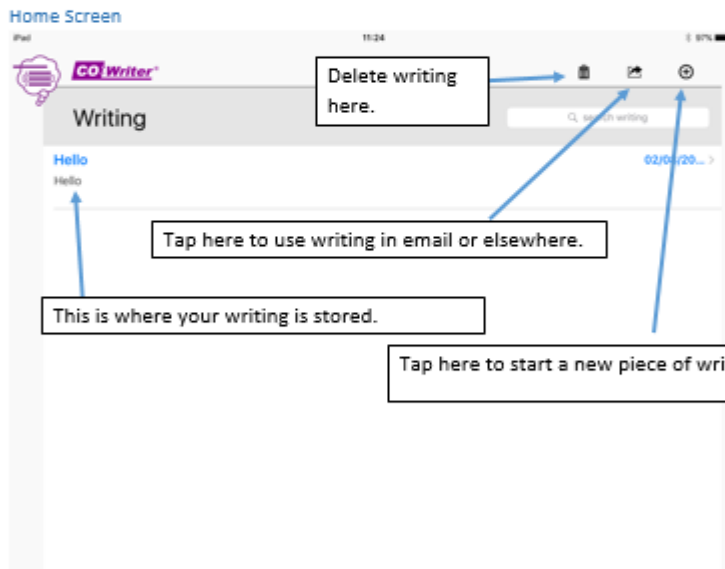 Home Screen
iPad 11:24 97%
CO:Writer
Delete writing
here.
Writing
search writing
Hello 02/0 /20...
Hello
Tap here to use writing in email or elsewhere.
This is where your writing is stored.
Tap here to start a new piece of wri